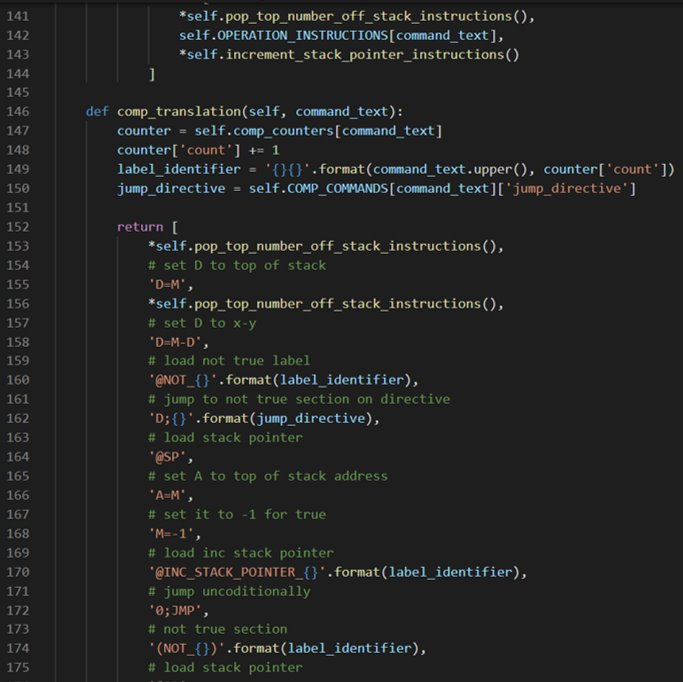 141 *self.pop_top_number_off_stack_instructions(),
142 self.OPERATION_INSTRUCTIONS[command_text],
143 *self.increment_stack_pointer_instructions()
144 ]
145
146 def comp_translation(self, command_text):
147 counter = self.comp_counters[command_text]
148 counter['count'] += 1
149 label_identifier = '{}{}'.format(command_text.upper(), counter['count'])
150 jump_directive = self.COMP_COMMANDS[command_text]['jump_directive']
151
152 return [
153 *self.pop_top_number_off_stack_instructions(),
154 # set D to top of stack
155 'D=M',
156 *self.pop_top_number_off_stack_instructions(),
157 # set D to x-y
158 'D=M-D',
159 # load not true label
160 '@NOT_{}'.format(label_identifier),
161 # jump to not true section on directive
162 'D;{}'.format(jump_directive),
163 # load stack pointer
164 '@SP',
165 # set A to top of stack address
166 'A=M',
167 # set it to -1 for true
168 'M=-1',
169 # load inc stack pointer
170 '@INC_STACK_POINTER_{}'.format(label_identifier),
171 # jump uncoditionally
172 '0;JMP',
173 # not true section
174 '(NOT_{})'.format(label_identifier),
175 # load stack pointer